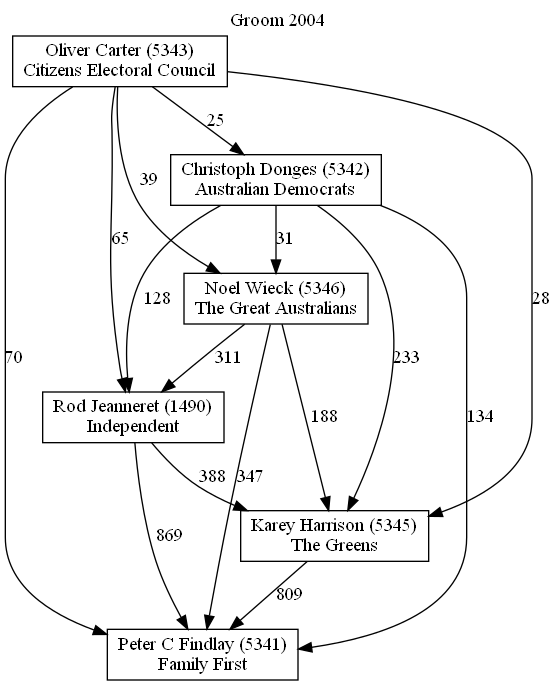 Groom 2004
Oliver Carter (5343)
Citizens Electoral Council
25
Christoph Donges (5342)
Australian Democrats
39
65
31
Noel Wieck (5346)
The Great Australians
128
28
70
311
233
Rod Jeanneret (1490)
Independent
188
134
388
347
Karey Harrison (5345)
The Greens
869
809
Peter C Findlay (5341)
Family First